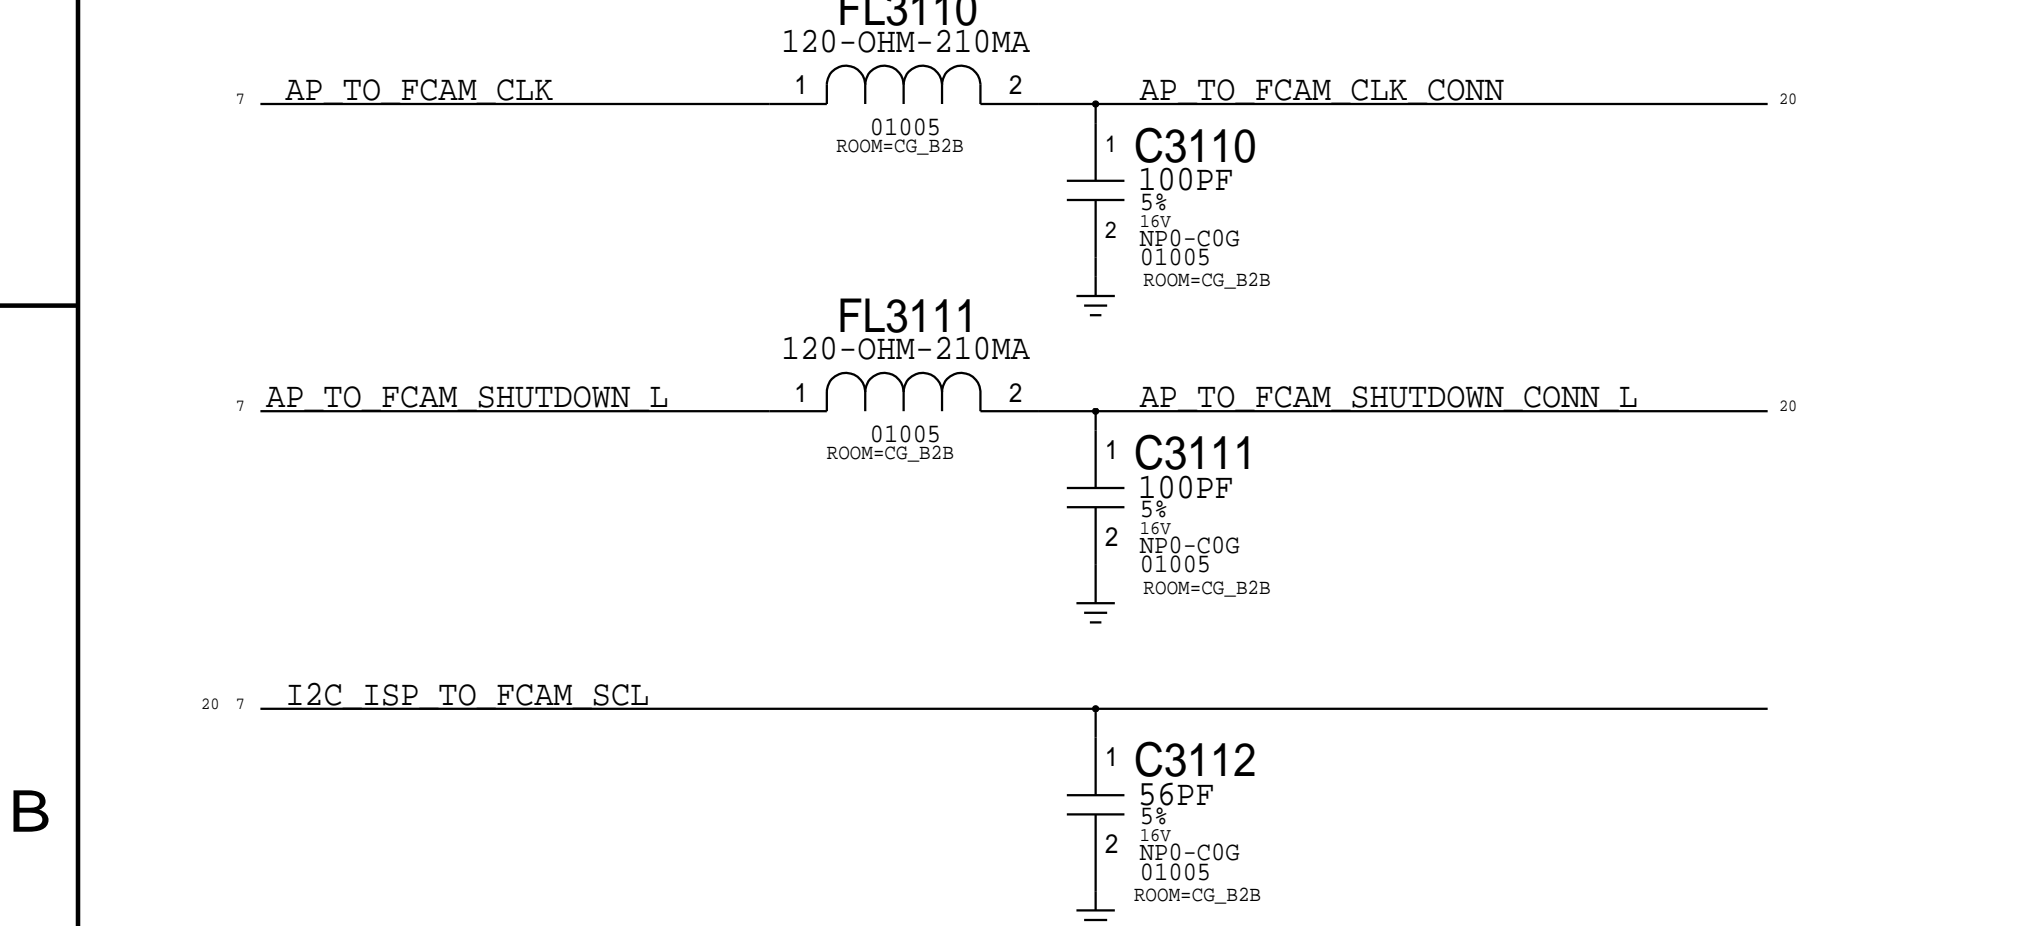 FL3110
120-OHM-210MA
7 AP_TO_FCAM_CLK 1 2 AP_TO_FCAM_CLK_CONN 20
01005
ROOM=CG_B2B
1 C3110
100PF
5%
16V
2 NP0-C0G
01005
ROOM=CG_B2B
FL3111
120-OHM-210MA
7 AP_TO_FCAM_SHUTDOWN_L 1 2 AP_TO_FCAM_SHUTDOWN_CONN_L 20
01005
ROOM=CG_B2B
1 C3111
100PF
5%
16V
2 NP0-C0G
01005
ROOM=CG_B2B
20 7 I2C_ISP_TO_FCAM_SCL
1 C3112
56PF
B
5%
16V
2 NP0-C0G
01005
ROOM=CG_B2B